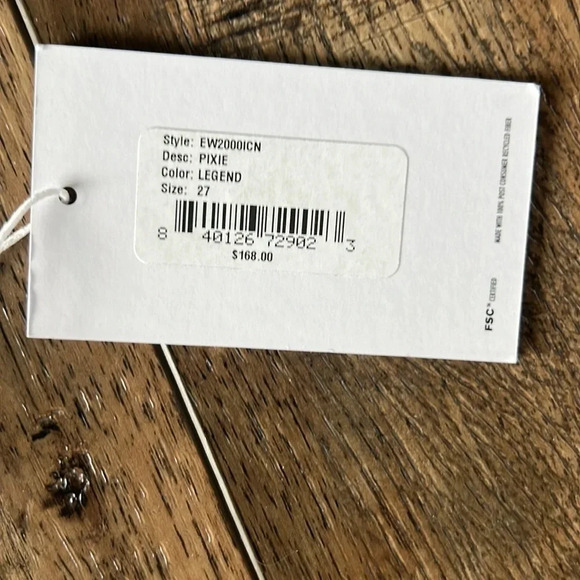 Style: EW2000ICN
Desc: PIXIE
Color: LEGEND
Size: 27
8 40126 72902 3
$168.00
FSC® CERTIFIED
MADE WITH 100% POST CONSUMER RECYCLED FIBER